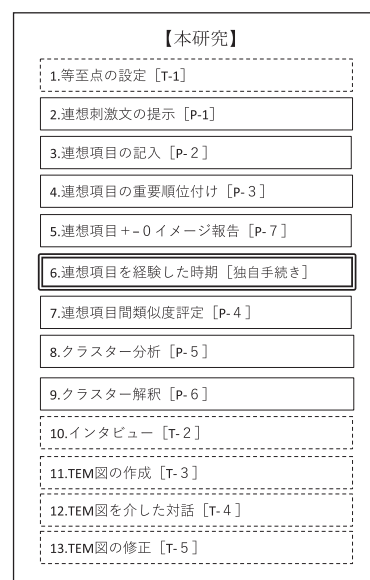 【本研究】
1.等至点の設定［T-1］
2.連想刺激文の提示［P-1］
3.連想項目の記入［P-２］
4.連想項目の重要順位付け［P-３］
5.連想項目＋−０イメージ報告［P-７］
6.連想項目を経験した時期［独自手続き］
7.連想項目間類似度評定［P-４］
8.クラスター分析［P-５］
9.クラスター解釈［P-６］
10.インタビュー［T-２］
11.TEM図の作成［T-３］
12.TEM図を介した対話［T-４］
13.TEM図の修正［T-５］